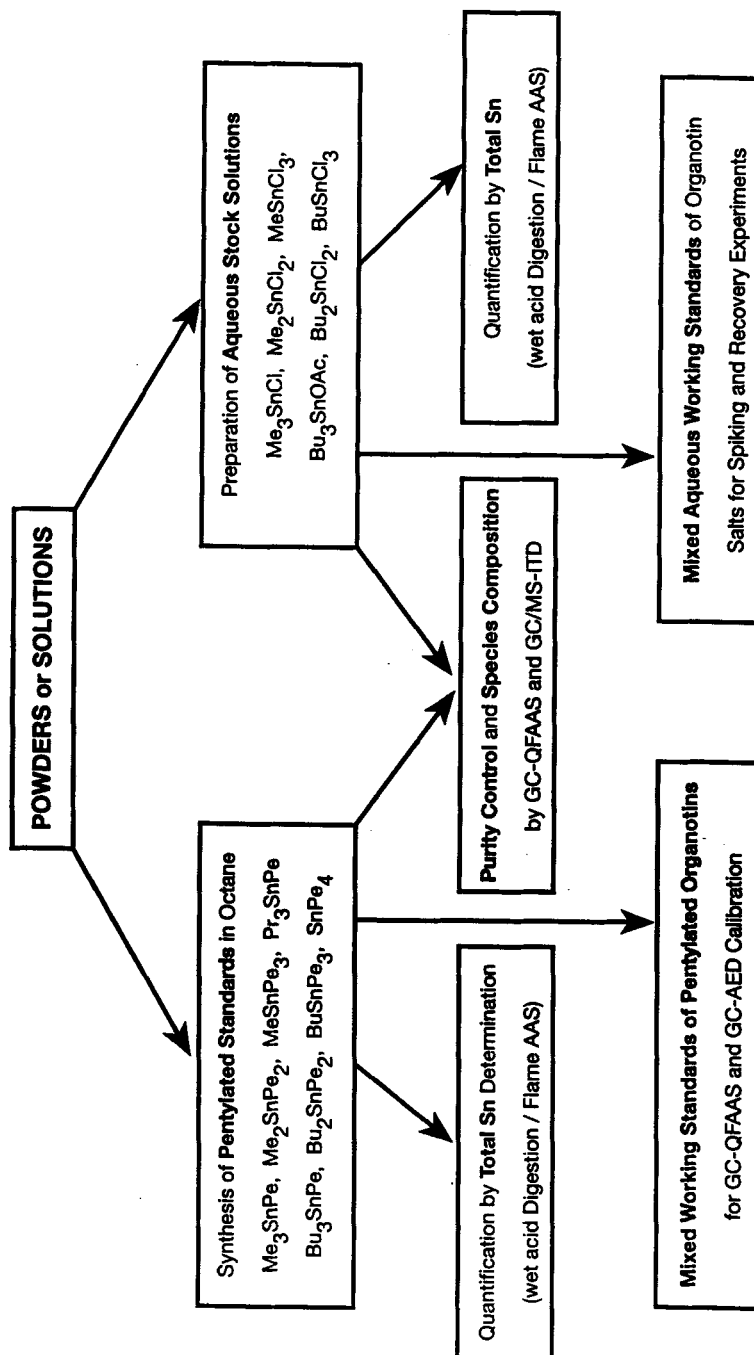 POWDERS or SOLUTIONS
Synthesis of Pentylated Standards in Octane
Me3SnPe, Me2SnPe2, MeSnPe3, Pr3SnPe
Bu3SnPe, Bu2SnPe2, BuSnPe3, SnPe4
Preparation of Aqueous Stock Solutions
Me3SnCl, Me2SnCl2, MeSnCl3,
Bu3SnOAc, Bu2SnCl2, BuSnCl3
Quantification by Total Sn Determination
(wet acid Digestion / Flame AAS)
Purity Control and Species Composition
by GC-QFAAS and GC/MS-ITD
Quantification by Total Sn
(wet acid Digestion / Flame AAS)
Mixed Working Standards of Pentylated Organotins
for GC-QFAAS and GC-AED Calibration
Mixed Aqueous Working Standards of Organotin
Salts for Spiking and Recovery Experiments